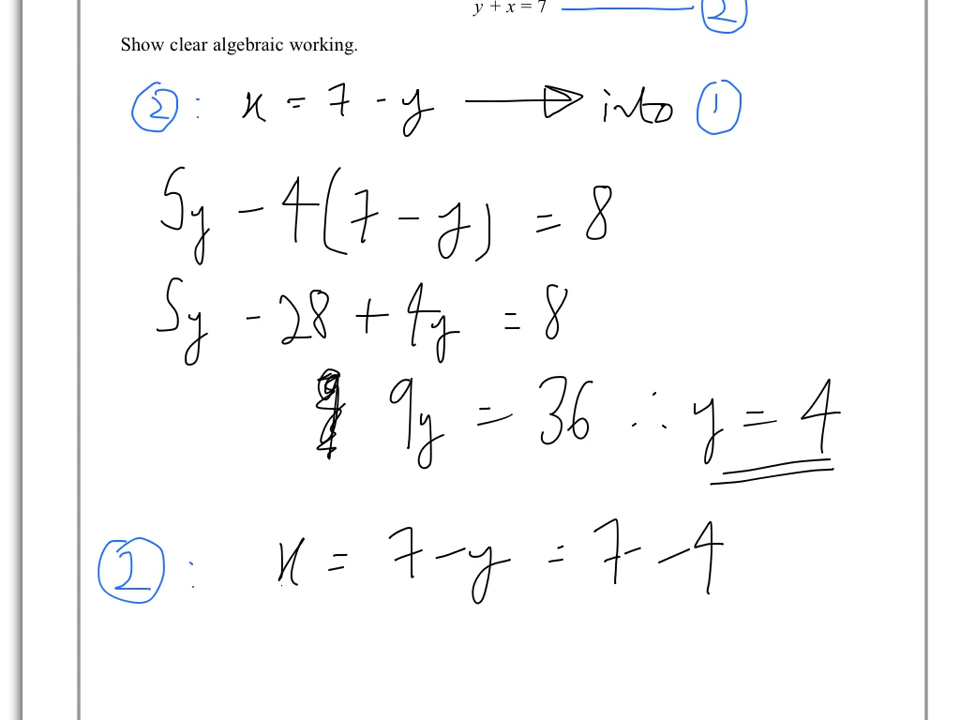 y + x = 7 2
Show clear algebraic working.
2 : x = 7 - y → into 1
5y - 4(7 - y) = 8
5y - 28 + 4y = 8
9y = 36 ∴ y = 4
2 : x = 7 - y = 7 - 4